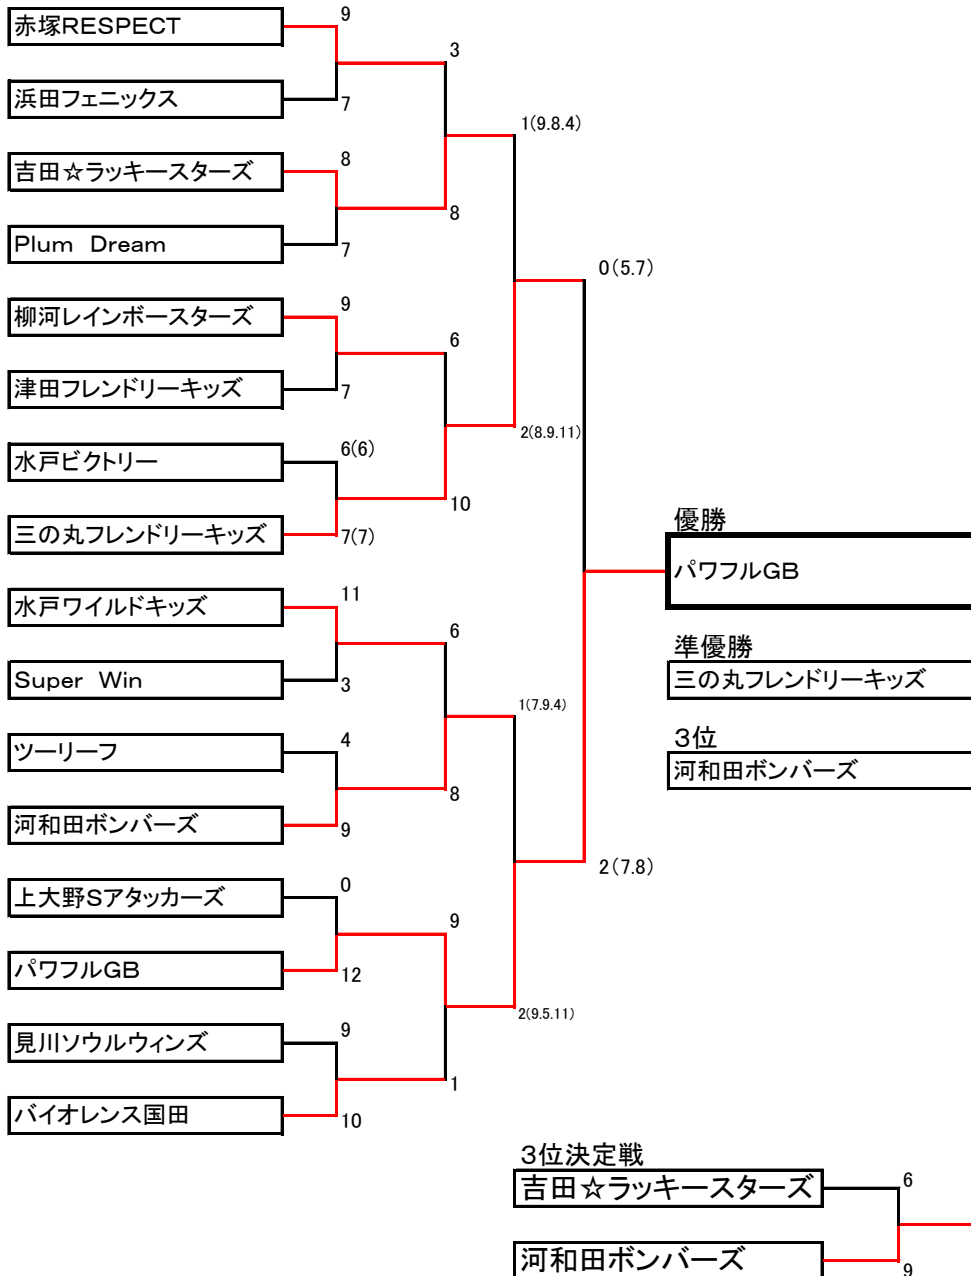 赤塚RESPECT
9
3
浜田フェニックス
7
1(9.8.4)
吉田☆ラッキースターズ
8
8
Plum Dream
7
0(5.7)
柳河レインボースターズ
9
6
津田フレンドリーキッズ
7
2(8.9.11)
水戸ビクトリー
6(6)
10
三の丸フレンドリーキッズ
7(7)
優勝
パワフルGB
水戸ワイルドキッズ
11
6
準優勝
三の丸フレンドリーキッズ
Super Win
3
1(7.9.4)
3位
河和田ボンバーズ
ツーリーフ
4
8
河和田ボンバーズ
9
2(7.8)
上大野Sアタッカーズ
0
9
パワフルGB
12
2(9.5.11)
見川ソウルウィンズ
9
1
バイオレンス国田
10
3位決定戦
吉田☆ラッキースターズ
6
河和田ボンバーズ
9